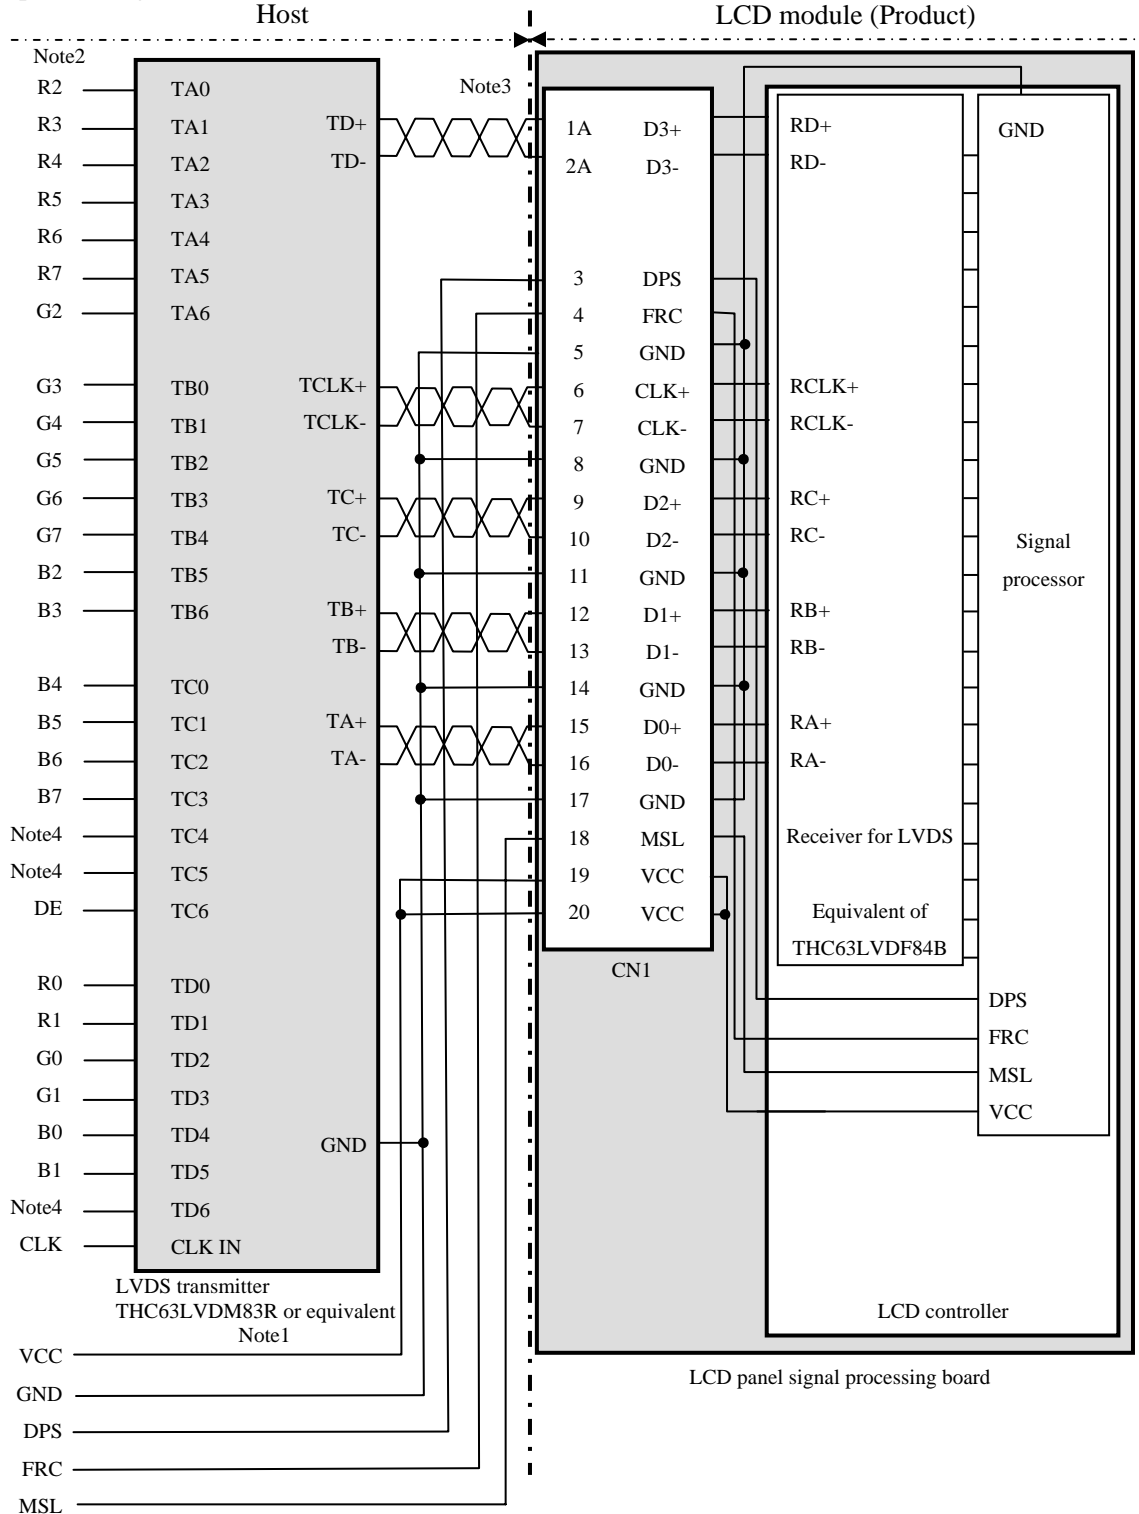 Host
LCD module (Product)
Note2
R2 TA0
R3 TA1
R4 TA2
R5 TA3
R6 TA4
R7 TA5
G2 TA6
G3 TB0
G4 TB1
G5 TB2
G6 TB3
G7 TB4
B2 TB5
B3 TB6
B4 TC0
B5 TC1
B6 TC2
B7 TC3
Note4 TC4
Note4 TC5
DE TC6
R0 TD0
R1 TD1
G0 TD2
G1 TD3
B0 TD4
B1 TD5
Note4 TD6
CLK CLK IN
TD+
TD-
TCLK+
TCLK-
TC+
TC-
TB+
TB-
TA+
TA-
GND
LVDS transmitter
THC63LVDM83R or equivalent
Note1
VCC
GND
DPS
FRC
MSL
Note3
1A D3+
2A D3-
3 DPS
4 FRC
5 GND
6 CLK+
7 CLK-
8 GND
9 D2+
10 D2-
11 GND
12 D1+
13 D1-
14 GND
15 D0+
16 D0-
17 GND
18 MSL
19 VCC
20 VCC
CN1
RD+
RD-
RCLK+
RCLK-
RC+
RC-
RB+
RB-
RA+
RA-
Receiver for LVDS
Equivalent of
THC63LVDF84B
GND
Signal
processor
DPS
FRC
MSL
VCC
LCD controller
LCD panel signal processing board